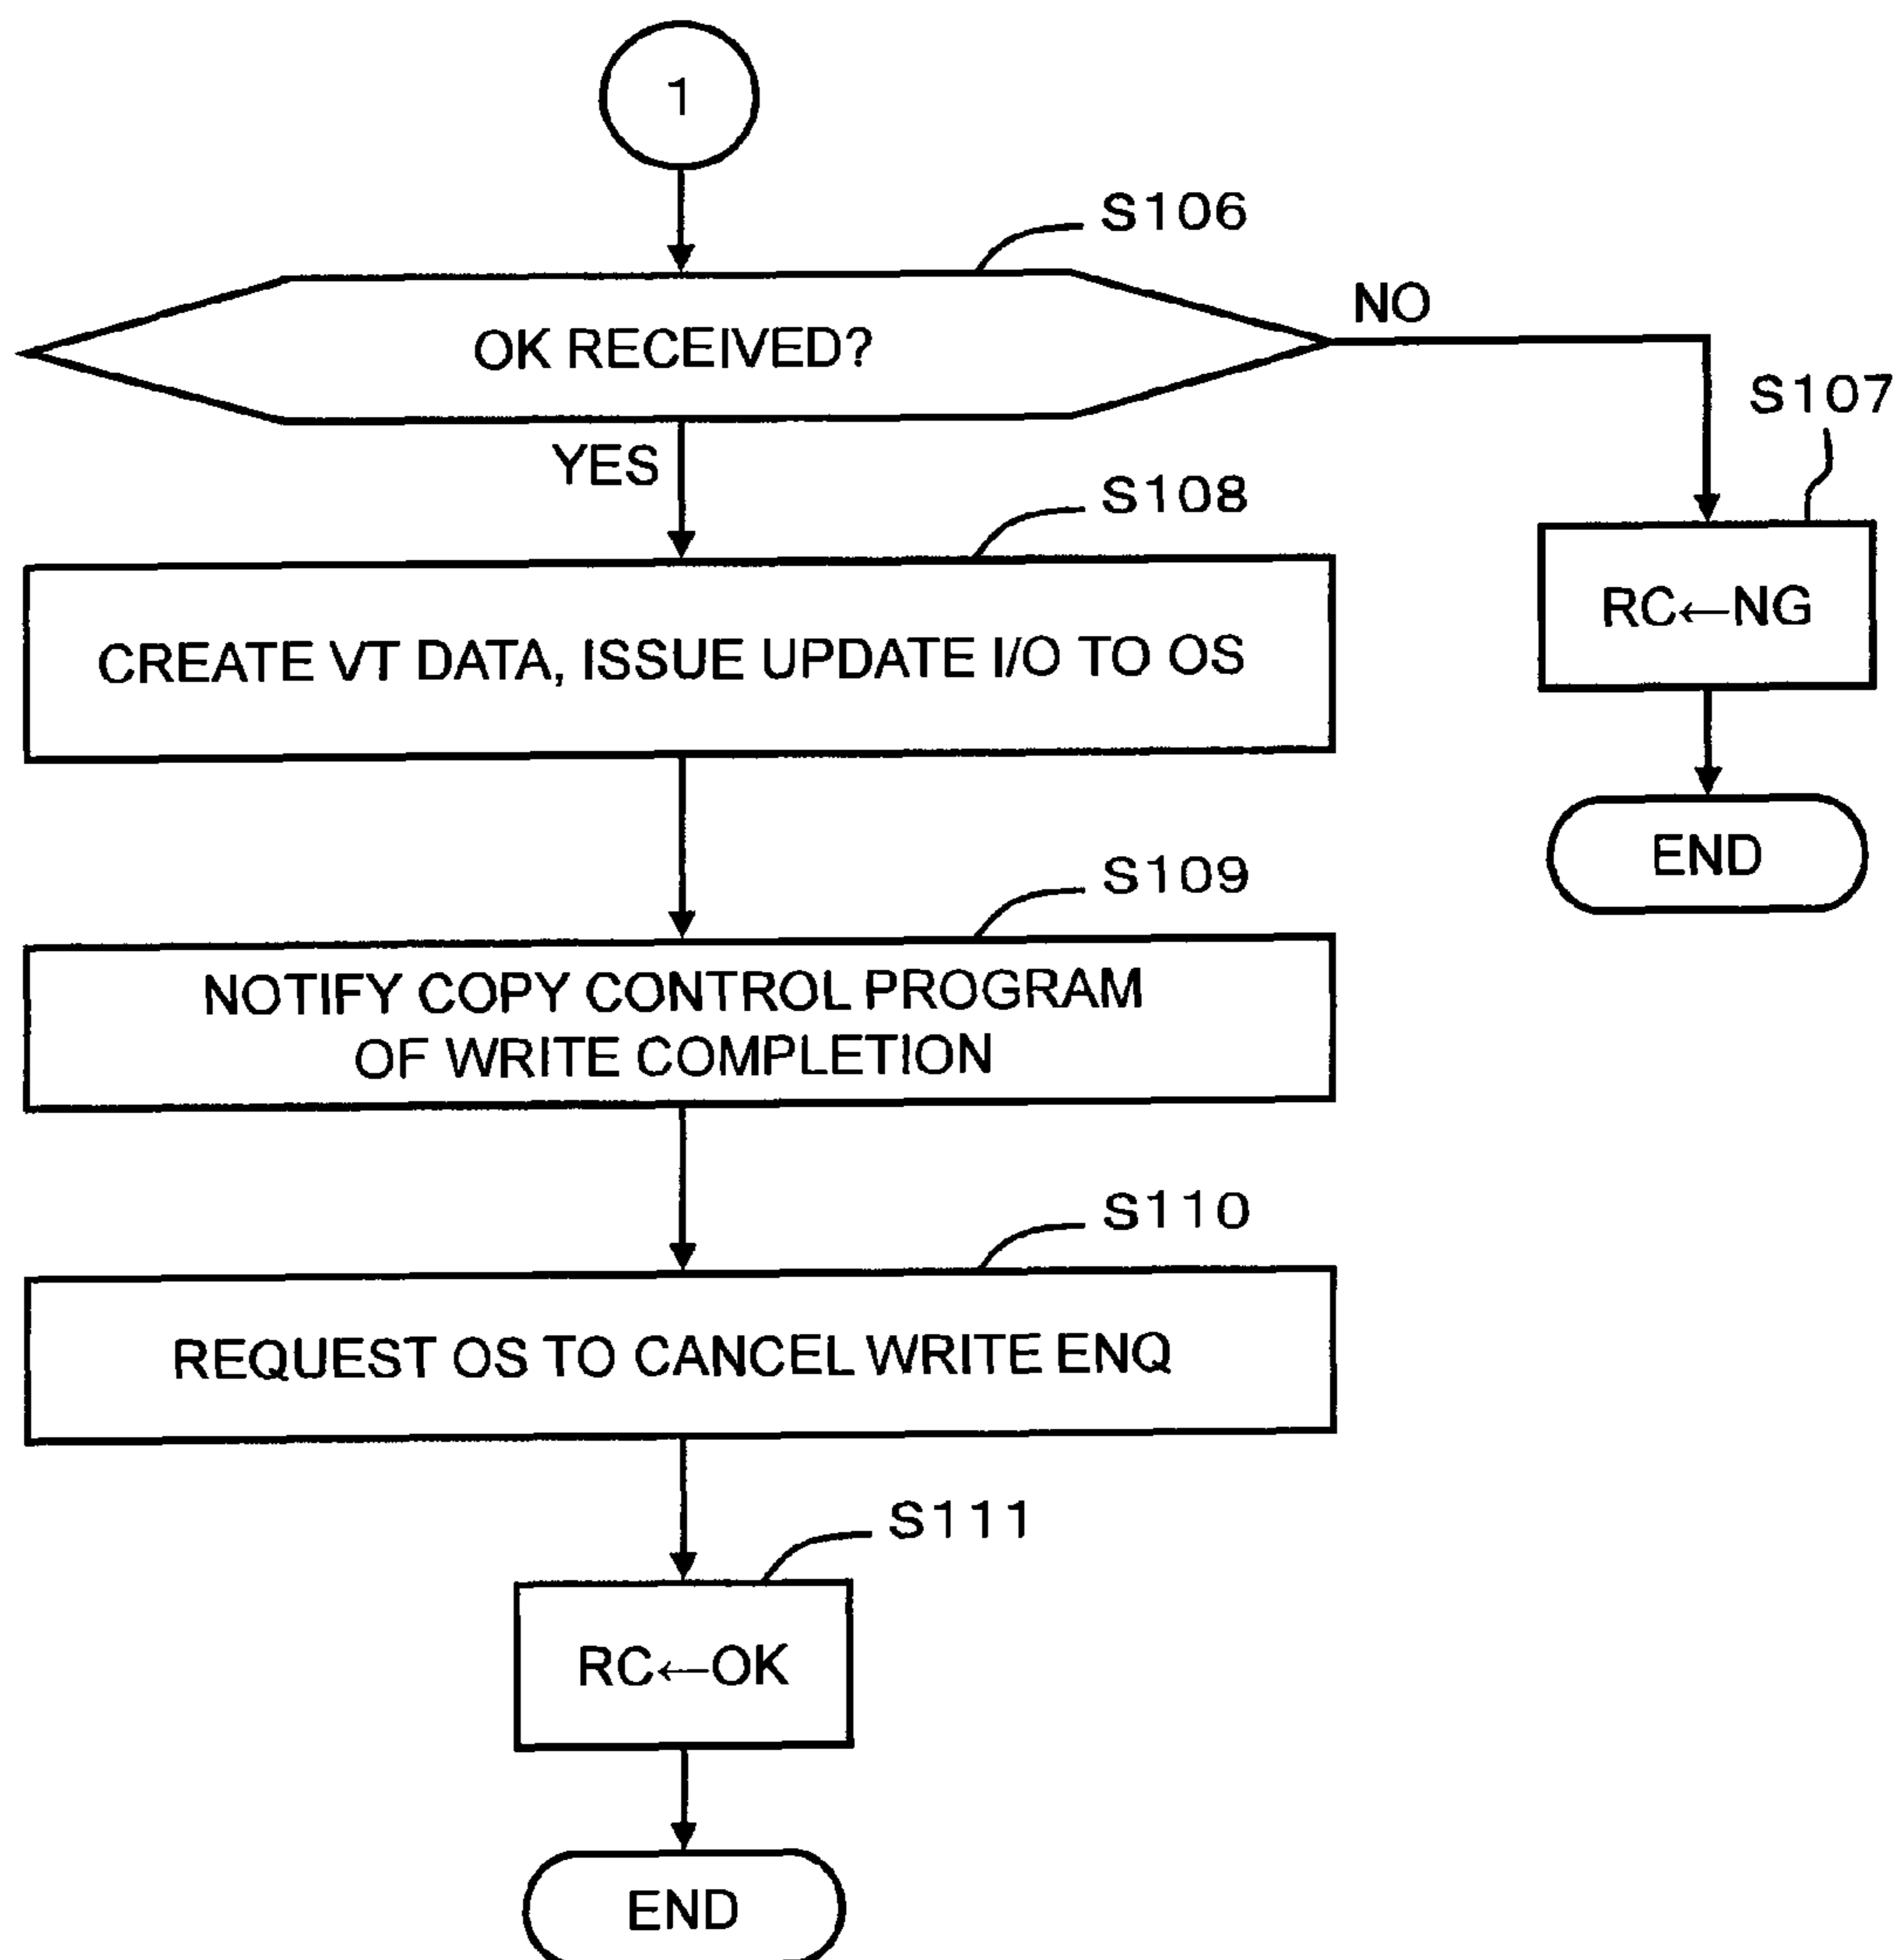 1
S106
OK RECEIVED?
NO
S107
YES
S108
RC←NG
CREATE VT DATA, ISSUE UPDATE I/O TO OS
END
S109
NOTIFY COPY CONTROL PROGRAM
OF WRITE COMPLETION
S110
REQUEST OS TO CANCEL WRITE ENQ
S111
RC←OK
END